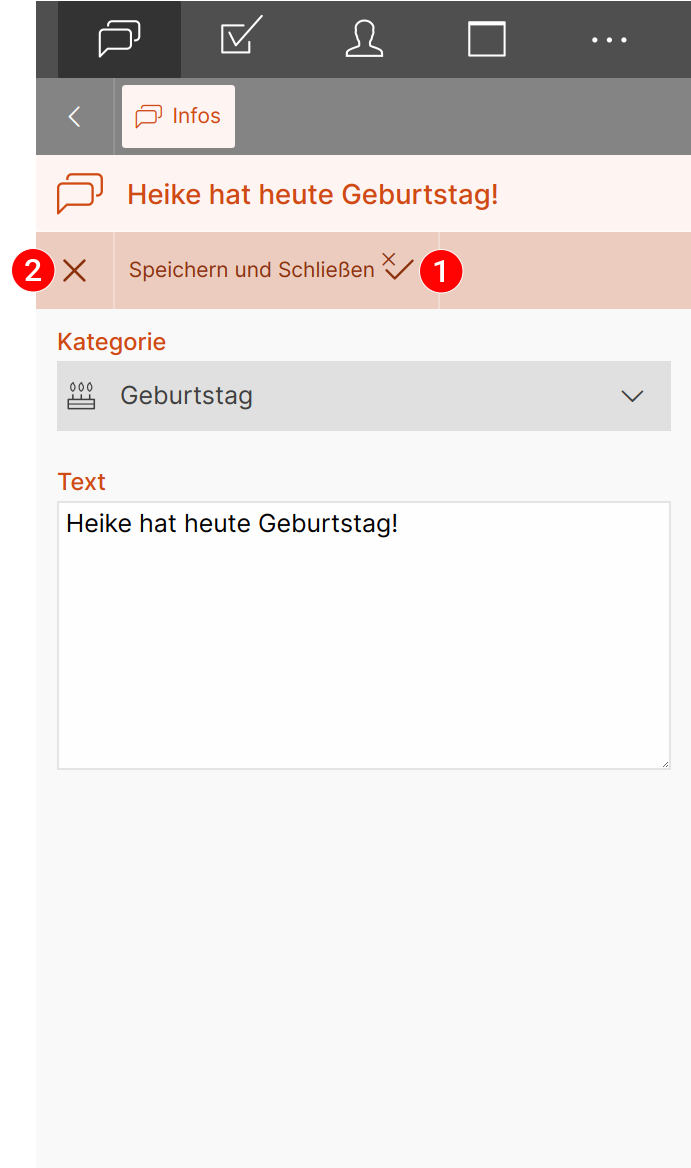 Infos
Heike hat heute Geburtstag!
2 Speichern und Schließen 1
Kategorie
Geburtstag
Text
Heike hat heute Geburtstag!